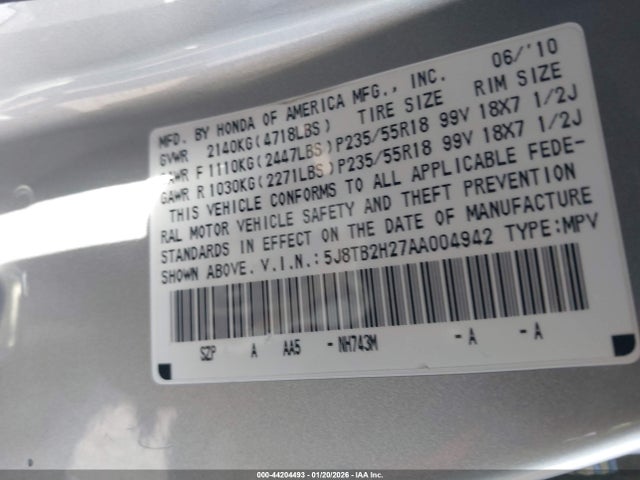 MFD. BY HONDA OF AMERICA MFG., INC. 06/'10
GVWR 2140KG(4718LBS) TIRE SIZE RIM SIZE
GAWR F1110KG(2447LBS)P235/55R18 99V 18X7 1/2J
GAWR R1030KG(2271LBS)P235/55R18 99V 18X7 1/2J
THIS VEHICLE CONFORMS TO ALL APPLICABLE FEDE-
RAL MOTOR VEHICLE SAFETY AND THEFT PREVENTION
STANDARDS IN EFFECT ON THE DATE OF MANUFACTURE
SHOWN ABOVE. V.I.N.:5J8TB2H27AA004942 TYPE:MPV
SZP A AA5 -NH743M -A -A
000-44204493 | 01/20/2026 | IAA Inc.